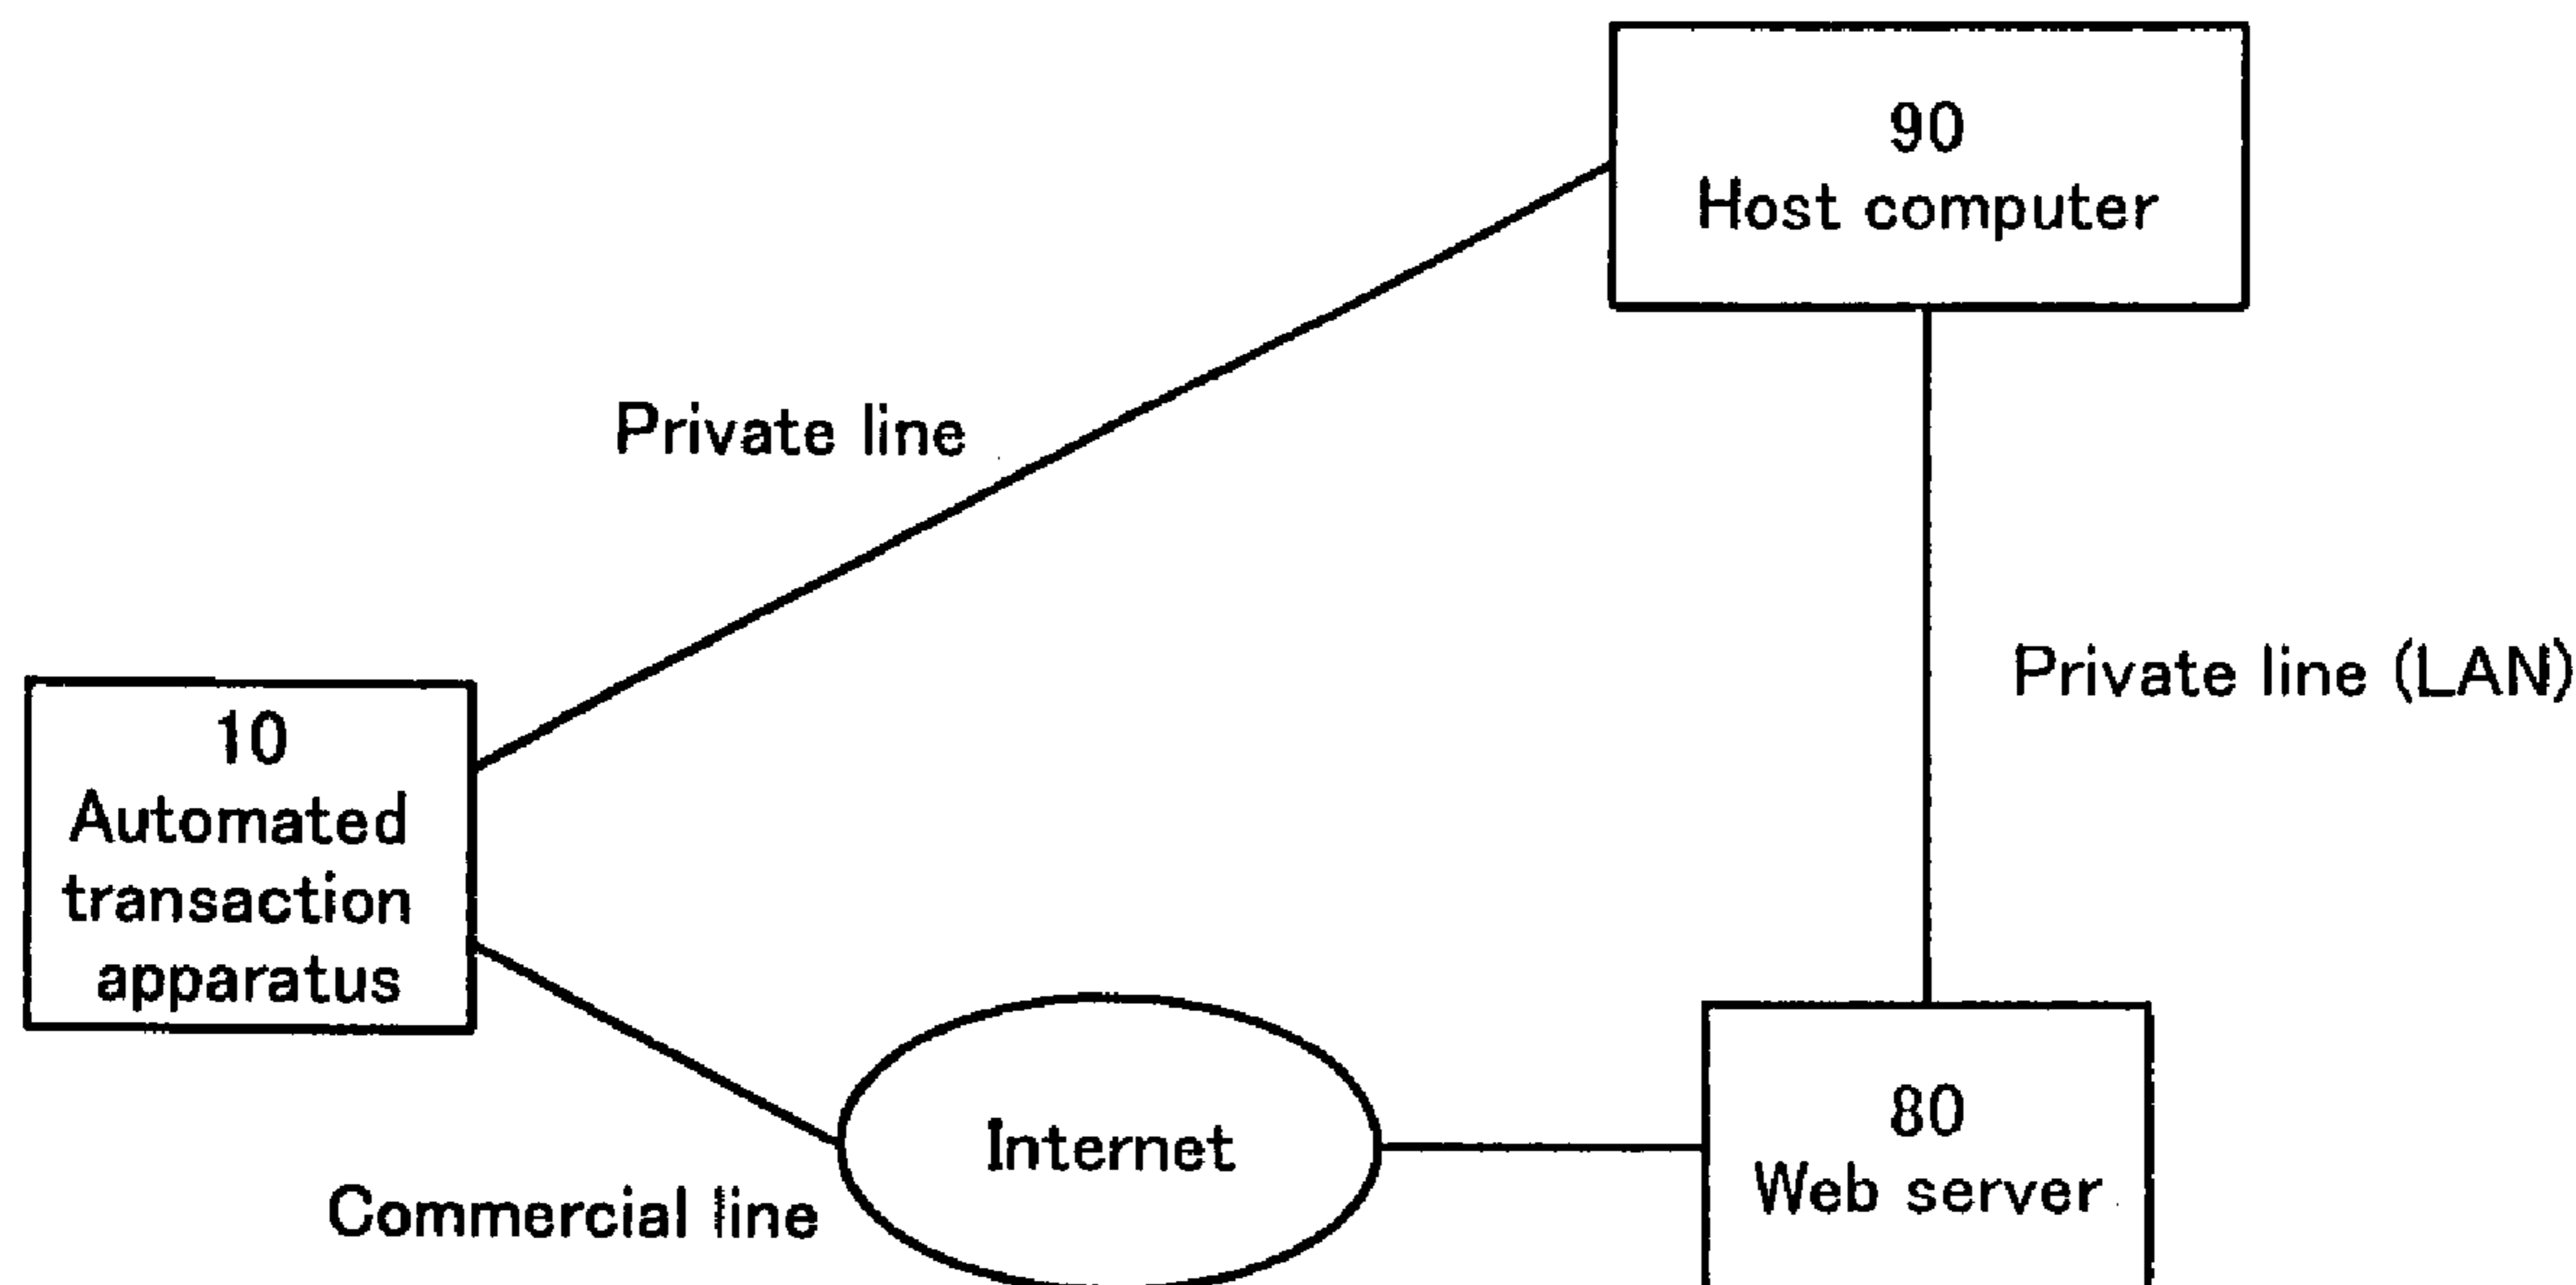 90
Host computer
Private line
Private line (LAN)
10
Automated
transaction
apparatus
Internet
80
Web server
Commercial line